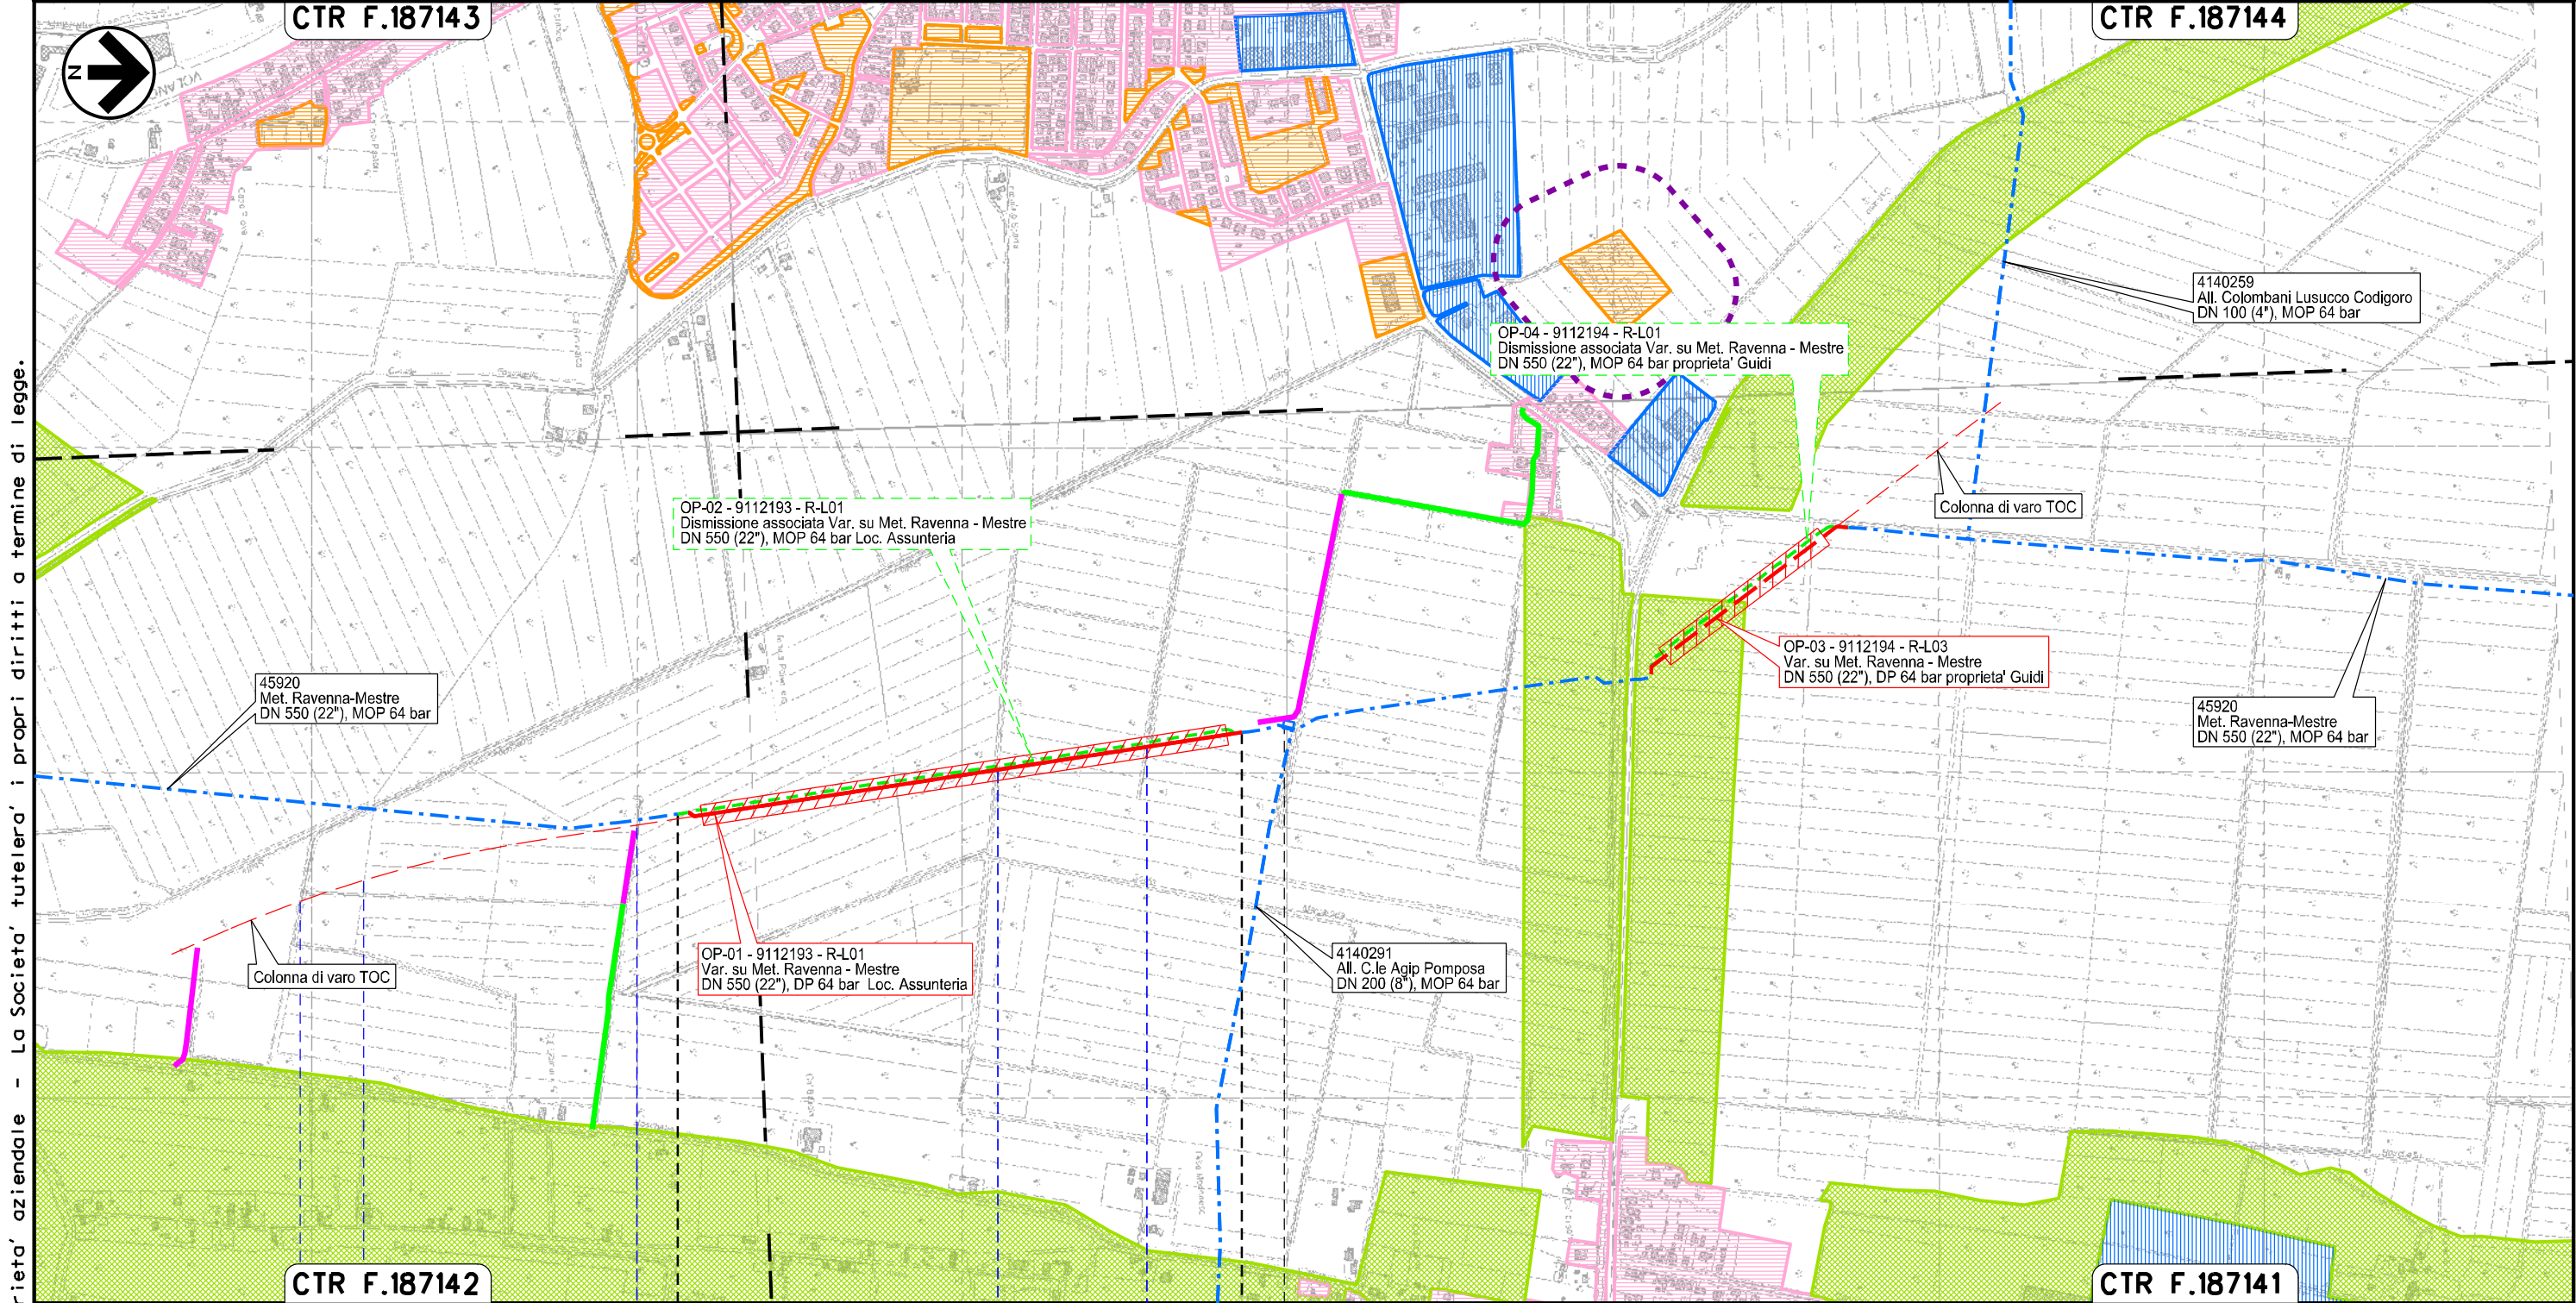 CTR F.187143
CTR F.187144
N
4140259
All. Colombani Lusucco Codigoro
DN 100 (4"), MOP 64 bar
OP-04 - 9112194 - R-L01
Dismissione associata Var. su Met. Ravenna - Mestre
DN 550 (22"), MOP 64 bar proprieta' Guidi
OP-02 - 9112193 - R-L01
Dismissione associata Var. su Met. Ravenna - Mestre
DN 550 (22"), MOP 64 bar Loc. Assunteria
Colonna di varo TOC
45920
Met. Ravenna-Mestre
DN 550 (22"), MOP 64 bar
OP-03 - 9112194 - R-L03
Var. su Met. Ravenna - Mestre
DN 550 (22"), DP 64 bar proprieta' Guidi
45920
Met. Ravenna-Mestre
DN 550 (22"), MOP 64 bar
Colonna di varo TOC
OP-01 - 9112193 - R-L01
Var. su Met. Ravenna - Mestre
DN 550 (22"), DP 64 bar Loc. Assunteria
4140291
All. C.le Agip Pomposa
DN 200 (8"), MOP 64 bar
rieta' aziendale - La Societa' tutelera' i propri diritti a termine di legge.
CTR F.187142
CTR F.187141